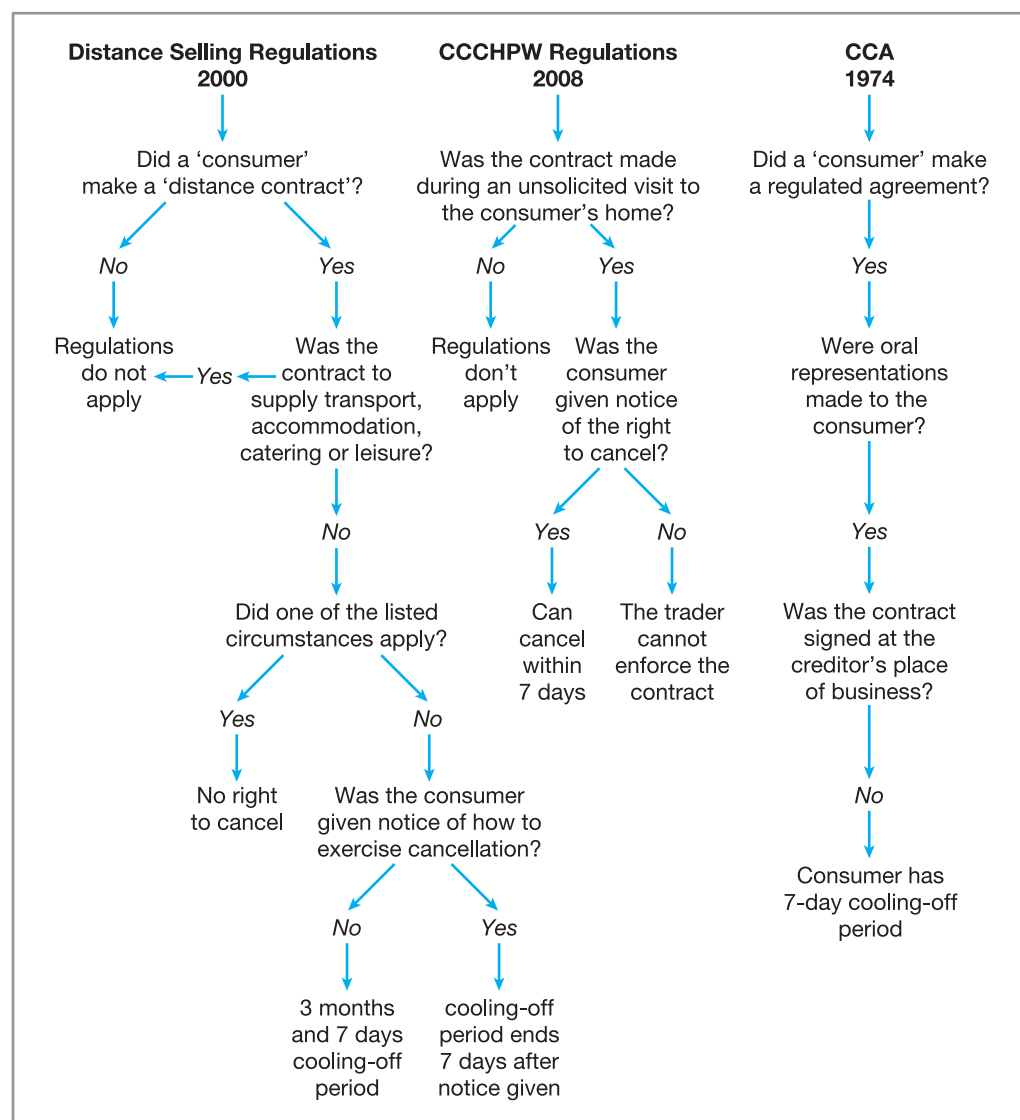 Distance Selling Regulations
2000
Did a ‘consumer’
make a ‘distance contract’?
No
Yes
Regulations
do not
apply
Yes
Was the
contract to
supply transport,
accommodation,
catering or leisure?
No
Did one of the listed
circumstances apply?
Yes
No
No right
to cancel
Was the consumer
given notice of how to
exercise cancellation?
No
Yes
3 months
and 7 days
cooling-off
period
cooling-off
period ends
7 days after
notice given
CCCHPW Regulations
2008
Was the contract made
during an unsolicited visit to
the consumer’s home?
No
Yes
Regulations
don’t
apply
Was the
consumer
given notice
of the right
to cancel?
Yes
No
Can
cancel
within
7 days
The trader
cannot
enforce the
contract
CCA
1974
Did a ‘consumer’ make
a regulated agreement?
Yes
Were oral
representations
made to the
consumer?
Yes
Was the contract
signed at the
creditor’s place
of business?
No
Consumer has
7-day cooling-off
period